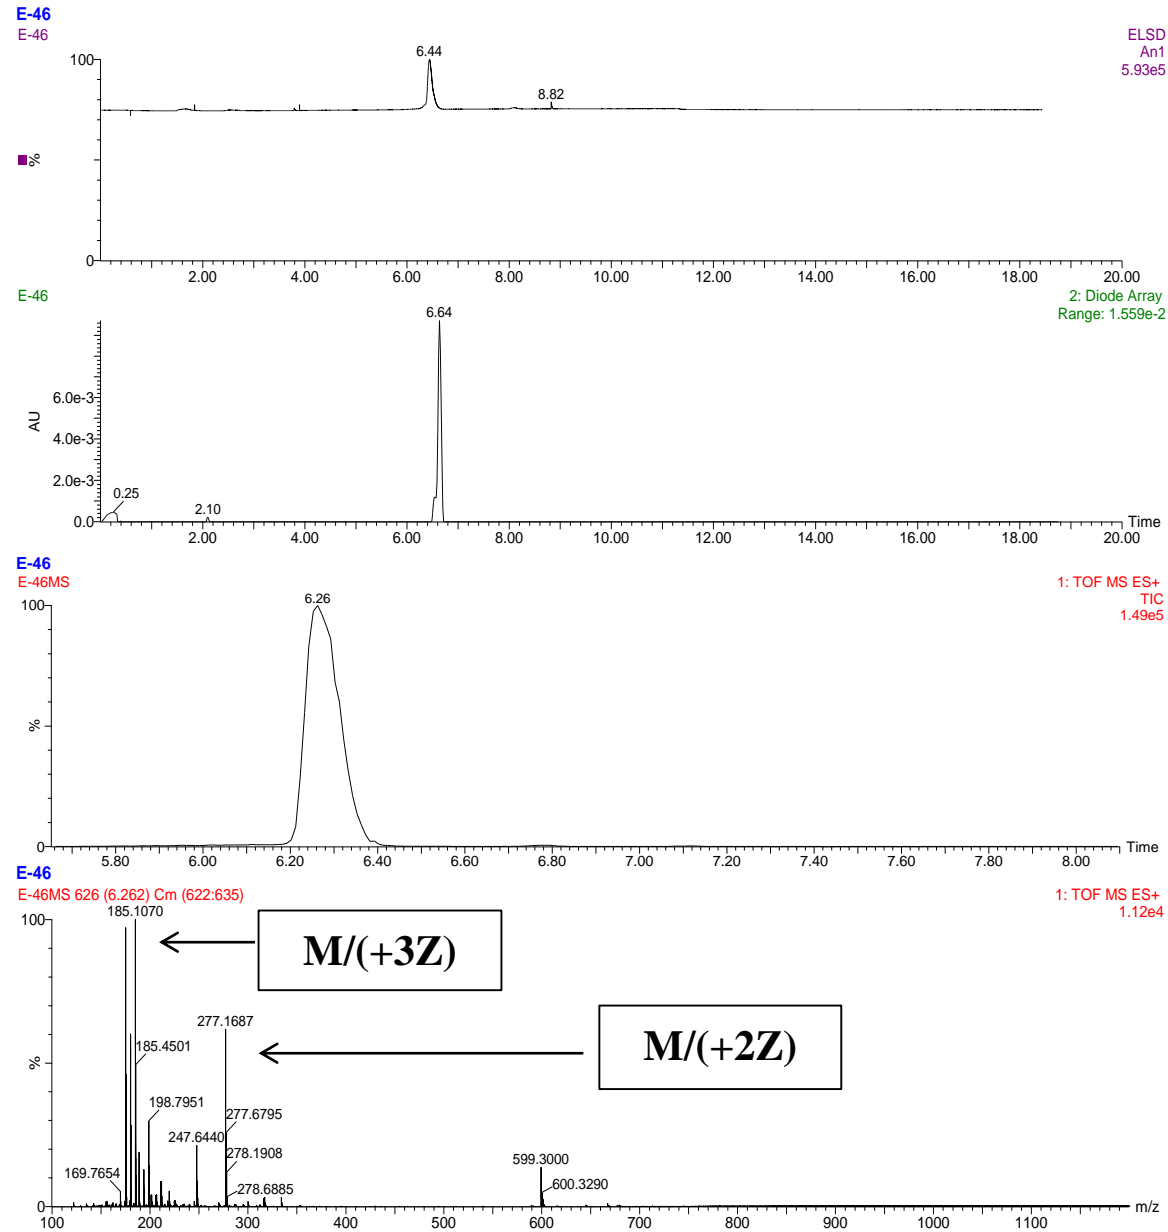 E-46
E-46
ELSD
An1
5.93e5
100
%
0
6.44
8.82
2.00 4.00 6.00 8.00 10.00 12.00 14.00 16.00 18.00 20.00
E-46
2: Diode Array
Range: 1.559e-2
AU
6.0e-3
4.0e-3
2.0e-3
0.0
0.25
2.10
6.64
2.00 4.00 6.00 8.00 10.00 12.00 14.00 16.00 18.00 20.00
Time
E-46
E-46MS
1: TOF MS ES+
TIC
1.49e5
100
%
0
6.26
5.80 6.00 6.20 6.40 6.60 6.80 7.00 7.20 7.40 7.60 7.80 8.00
Time
E-46
E-46MS 626 (6.262) Cm (622:635)
1: TOF MS ES+
1.12e4
100
%
0
185.1070
M/(+3Z)
277.1687
M/(+2Z)
185.4501
198.7951
277.6795
247.6440
278.1908
169.7654
278.6885
599.3000
600.3290
100 200 300 400 500 600 700 800 900 1000 1100
m/z